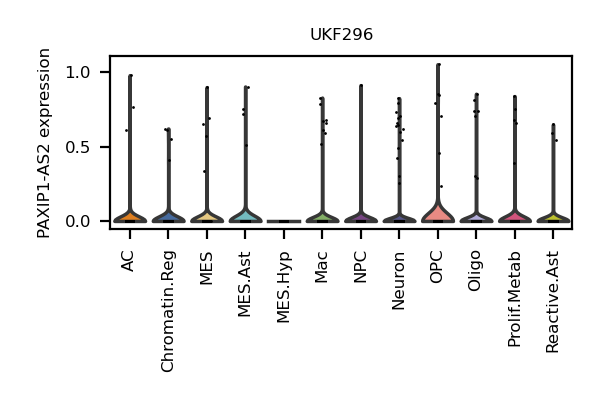 UKF296
PAXIP1-AS2 expression
1.0
0.5
0.0
AC
Chromatin.Reg
MES
MES.Ast
MES.Hyp
Mac
NPC
Neuron
OPC
Oligo
Prolif.Metab
Reactive.Ast